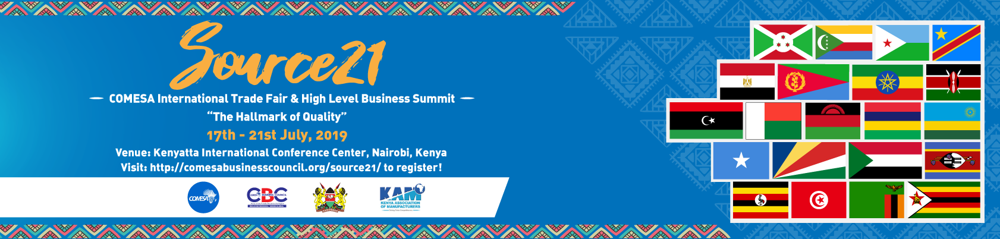 Source21
COMESA International Trade Fair & High Level Business Summit
“The Hallmark of Quality”
17th - 21st July, 2019
Venue: Kenyatta International Conference Center, Nairobi, Kenya
Visit: http://comesabusinesscouncil.org/source21/ to register!
COMESA
COMESA BUSINESS COUNCIL
CBC
KAM
KENYA ASSOCIATION
OF MANUFACTURERS